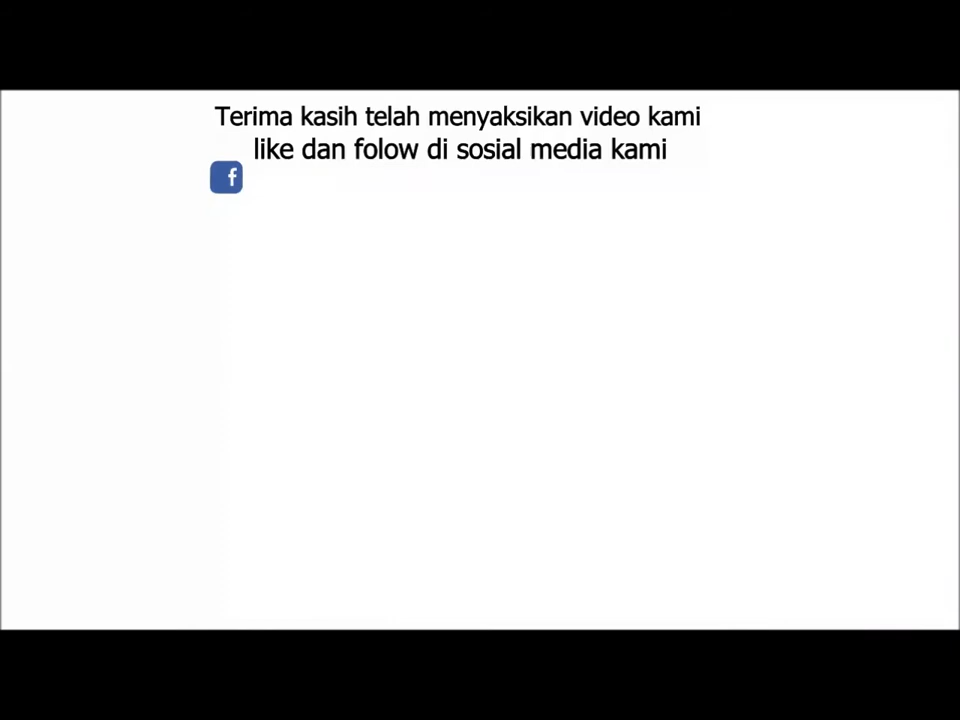 Terima kasih telah menyaksikan video kami
like dan folow di sosial media kami
f